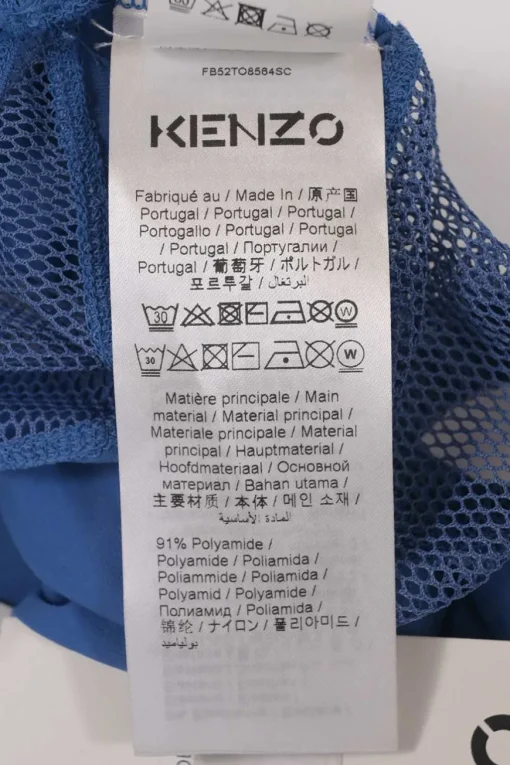 FB52TO8564SC
KENZO
Fabriqué au / Made In / 原产国
Portugal / Portugal / Portugal /
Portogallo / Portugal / Portugal
/ Portugal / Португалии /
Portugal / 葡萄牙 / ポルトガル /
포르투갈 / البرتغال /
30 W
30 W
Matière principale / Main
material / Material principal /
Materiale principale / Material
principal / Hauptmaterial /
Hoofdmateriaal / Основной
материал / Bahan utama /
主要材质 / 本体 / 메인 소재 /
المادة الأساسية /
91% Polyamide /
Polyamide / Poliamida /
Poliammide / Poliamida /
Polyamid / Polyamide /
Полиамид / Poliamida /
锦纶 / ナイロン / 폴리아미드 /
بولياميد